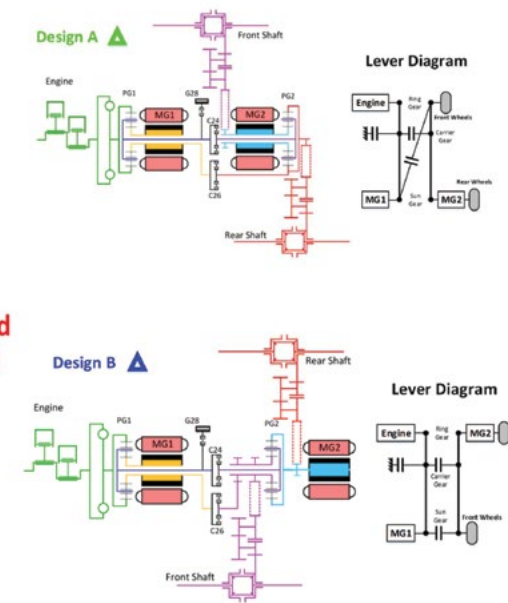 Design A
Front Shaft
Engine
PG1
MG1
G28
C24
MG2
PG2
C26
Rear Shaft
Lever Diagram
Engine
Ring
Gear
Front Wheels
Carrier
Gear
Rear Wheels
MG1
Sun
Gear
MG2
d
Design B
Rear Shaft
Engine
PG1
MG1
G28
C24
PG2
MG2
C26
Front Shaft
Lever Diagram
Engine
Ring
Gear
MG2
Carrier
Gear
Sun
Gear
Front Wheels
MG1